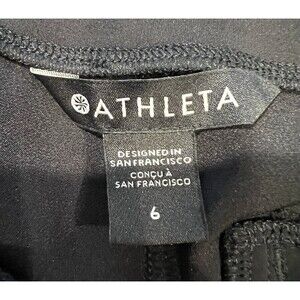 ATHLETA
DESIGNED IN
SAN FRANCISCO
CONÇU À
SAN FRANCISCO
6